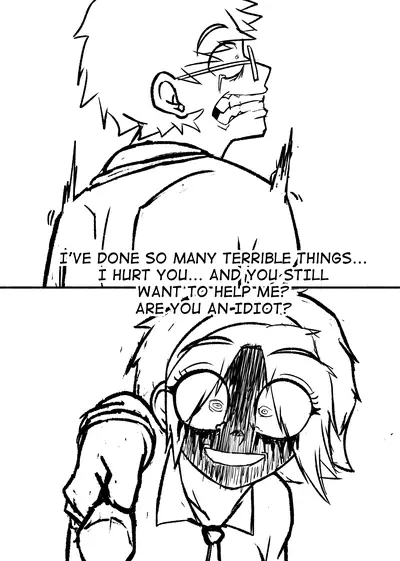 I'VE DONE SO MANY TERRIBLE THINGS...
I HURT YOU... AND YOU STILL
WANT TO *HELP ME?
ARE YOU AN IDIOT?